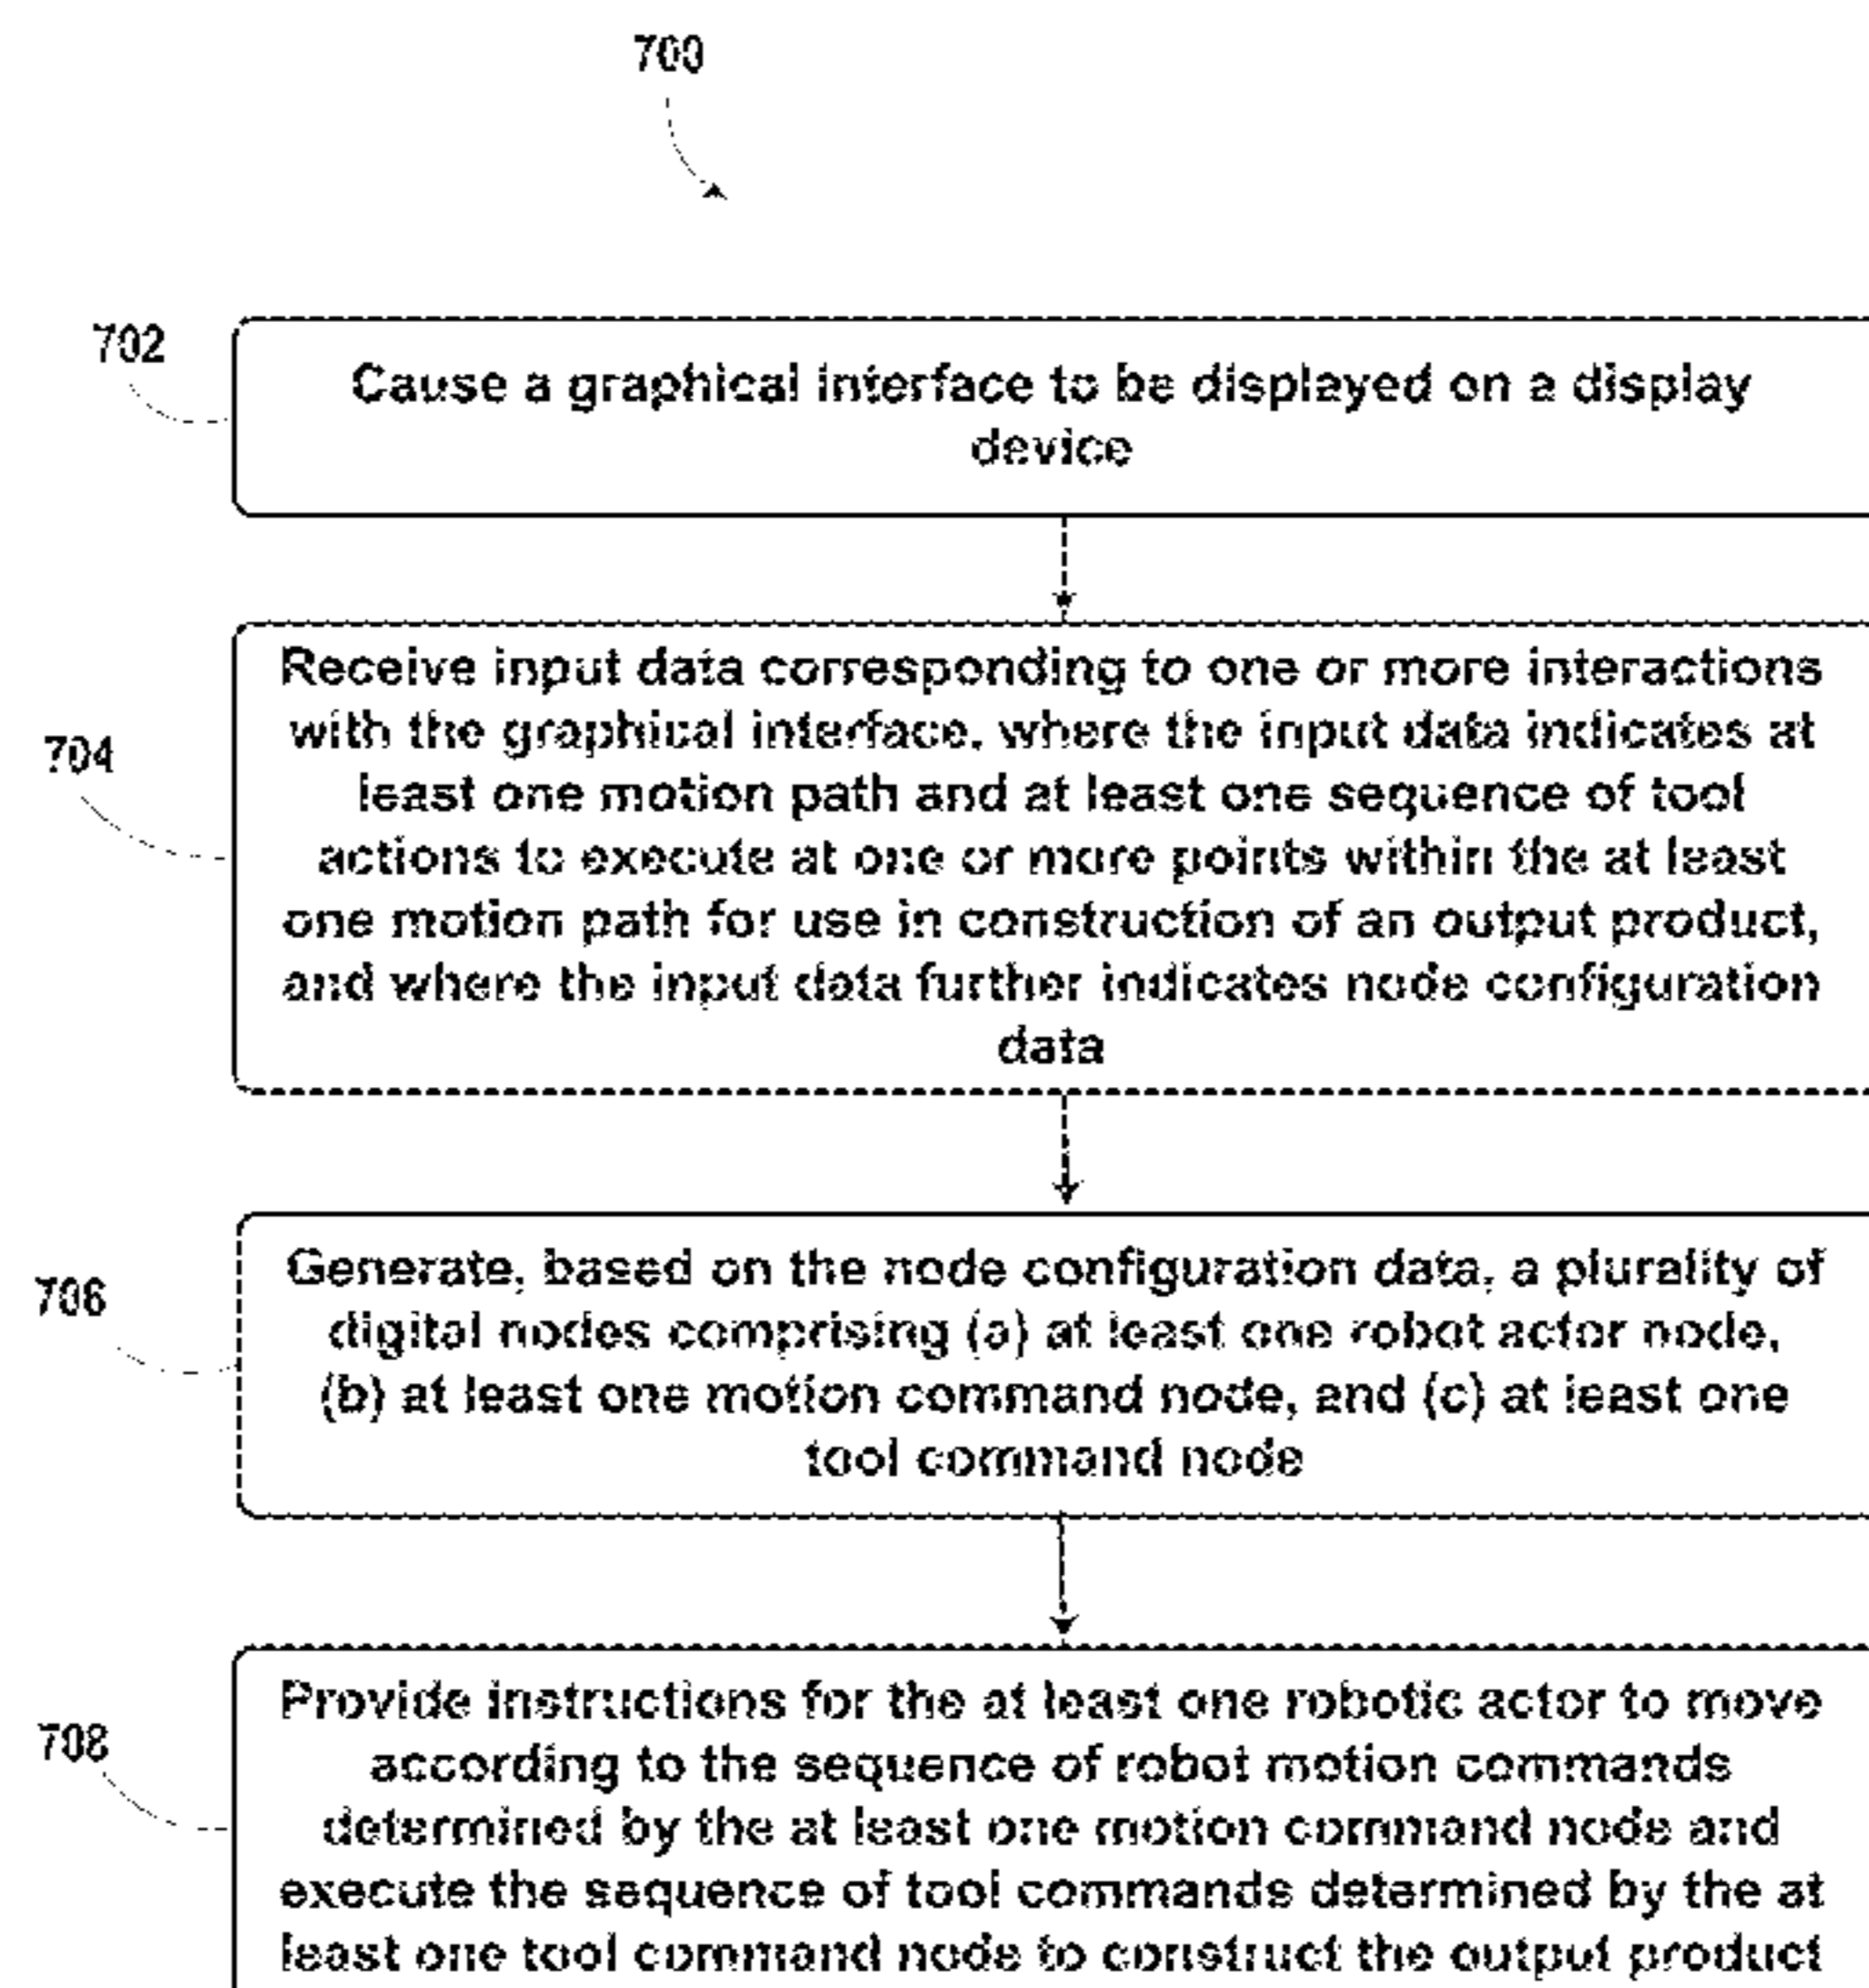 700
702
Cause a graphical interface to be displayed on a display
device
704
Receive input data corresponding to one or more interactions
with the graphical interface, where the input data indicates at
least one motion path and at least one sequence of tool
actions to execute at one or more points within the at least
one motion path for use in construction of an output product,
and where the input data further indicates node configuration
data
706
Generate, based on the node configuration data, a plurality of
digital nodes comprising (a) at least one robot actor node,
(b) at least one motion command node, and (c) at least one
tool command node
708
Provide instructions for the at least one robotic actor to move
according to the sequence of robot motion commands
determined by the at least one motion command node and
execute the sequence of tool commands determined by the at
least one tool command node to construct the output product